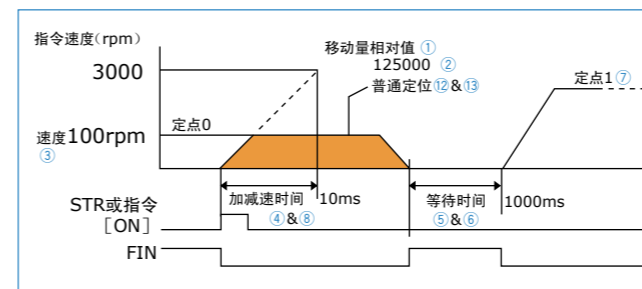 指令速度(rpm)
移动量相对值 ①
125000 ②
3000
普通定位⑫&⑬
定点1⑦
定点0
速度100rpm
③
加减速时间
10ms
等待时间
1000ms
④&⑧
⑤&⑥
STR或指令
[ON]
FIN